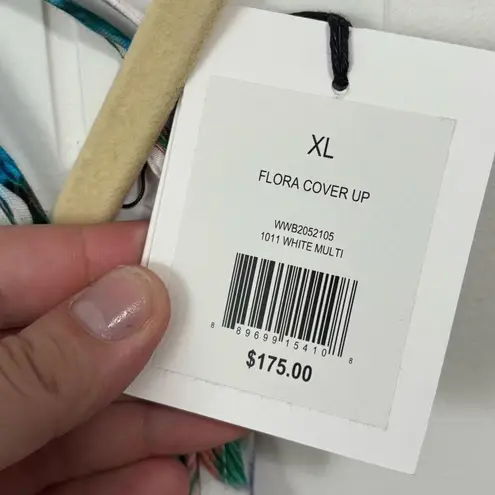 XL
FLORA COVER UP
WWB2052105
1011 WHITE MULTI
8 89699 15410 8
$175.00